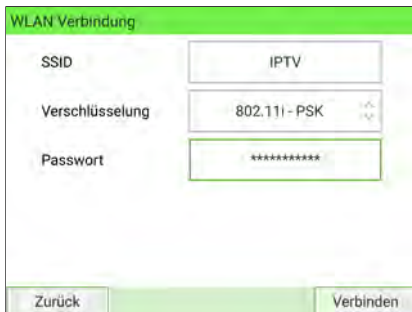 WLAN Verbindung
SSID IPTV
Verschlüsselung 802.11i - PSK
Passwort ***********
Zurück Verbinden